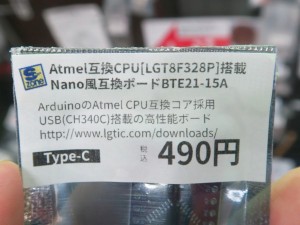 Atmel互換CPU[LGT8F328P]搭載
Nano風互換ボードBTE21-15A
ArduinoのAtmel CPU互換コア採用
USB(CH340C)搭載の高性能ボード
http://www.lgtic.com/downloads/
Type-C 税込 490円